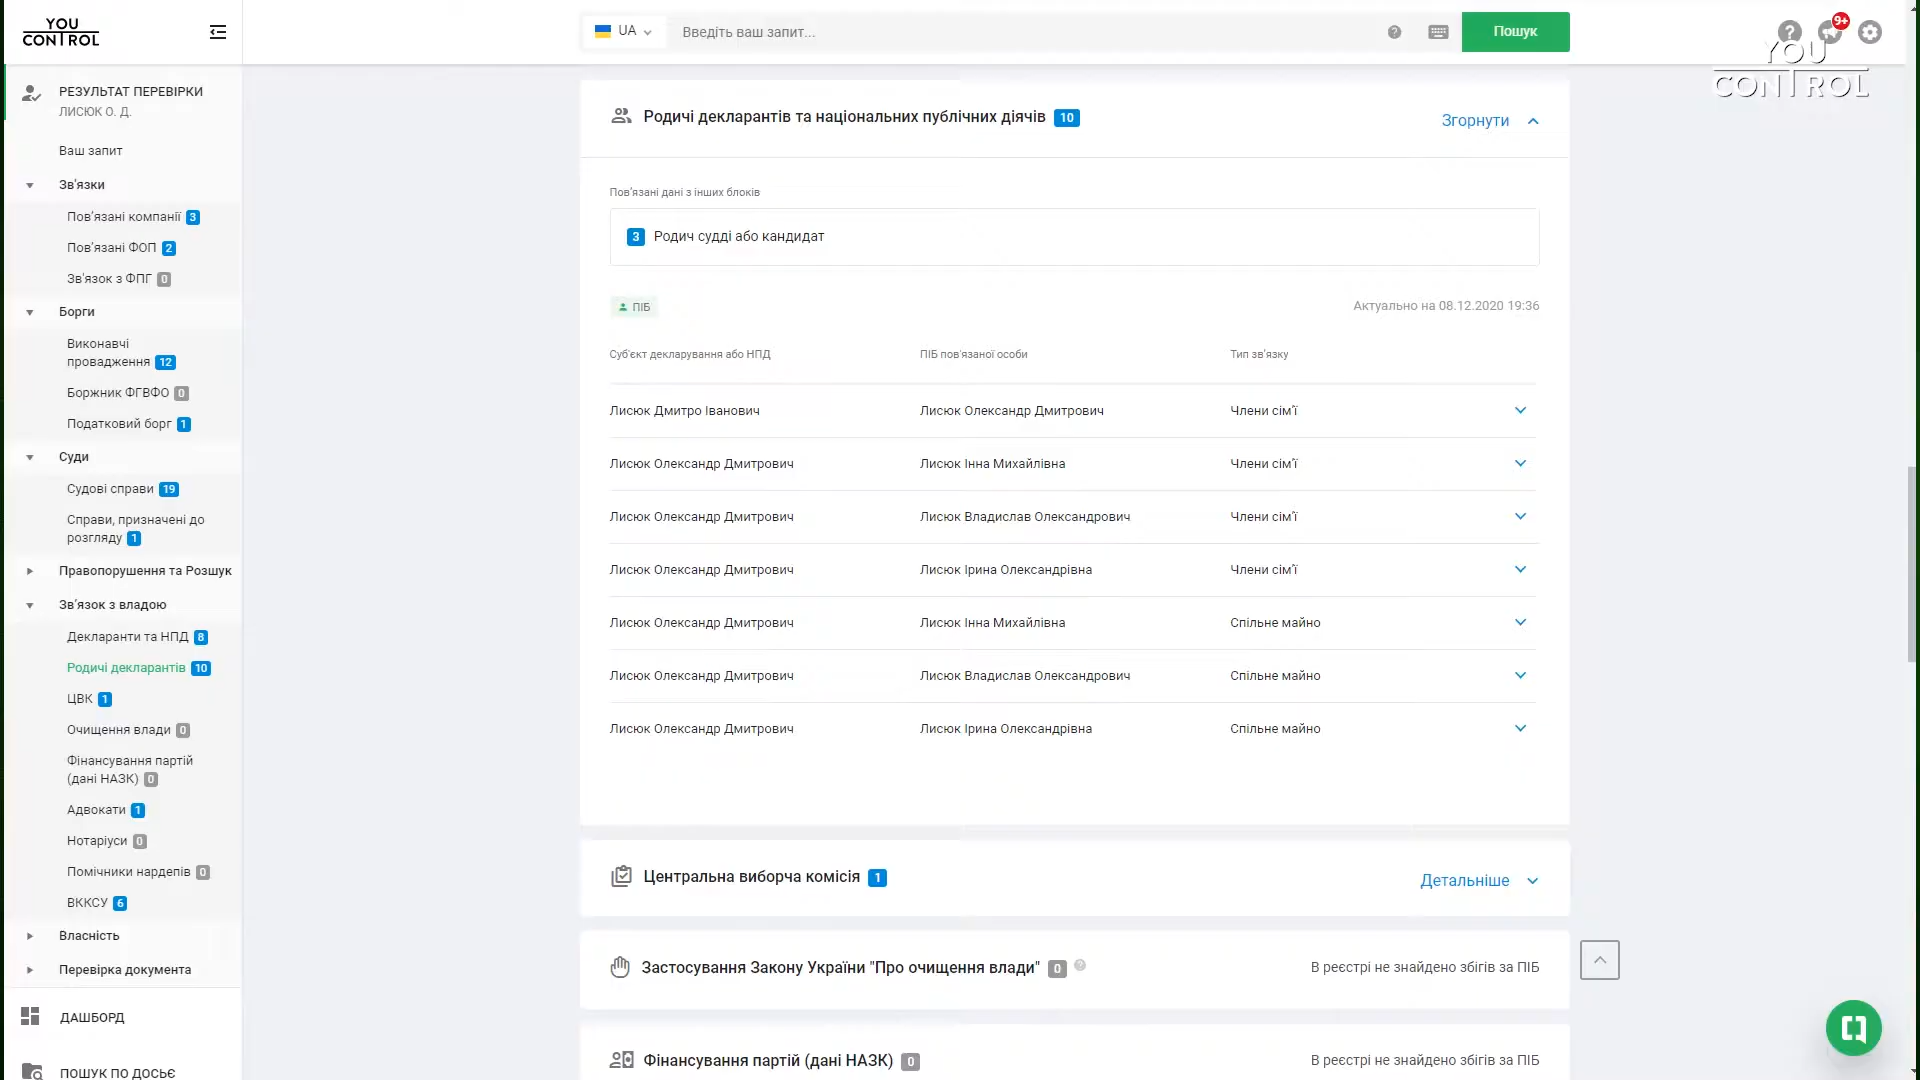 YOU
CONTROL
UA
Введіть ваш запит...
Пошук
9+
YOU
CONTROL
РЕЗУЛЬТАТ ПЕРЕВІРКИ
ЛИСЮК О. Д.
Ваш запит
Зв'язки
Пов'язані компанії 3
Пов'язані ФОП 2
Зв'язок з ФПГ 0
Борги
Виконавчі
провадження 12
Боржник ФГВФО 0
Податковий борг 1
Суди
Судові справи 19
Справи, призначені до
розгляду 1
Правопорушення та Розшук
Зв'язок з владою
Декларанти та НПД 8
Родичі декларантів 10
ЦВК 1
Очищення влади 0
Фінансування партій
(дані НАЗК) 0
Адвокати 1
Нотаріуси 0
Помічники нардепів 0
ВККСУ 6
Власність
Перевірка документа
ДАШБОРД
ПОШУК ПО ДОСЬЄ
Родичі декларантів та національних публічних діячів 10
Згорнути
Пов'язані дані з інших блоків
3 Родич судді або кандидат
ПІБ
Актуально на 08.12.2020 19:36
Суб'єкт декларування або НПД ПІБ пов'язаної особи Тип зв'язку
Лисюк Дмитро Іванович Лисюк Олександр Дмитрович Члени сім'ї
Лисюк Олександр Дмитрович Лисюк Інна Михайлівна Члени сім'ї
Лисюк Олександр Дмитрович Лисюк Владислав Олександрович Члени сім'ї
Лисюк Олександр Дмитрович Лисюк Ірина Олександрівна Члени сім'ї
Лисюк Олександр Дмитрович Лисюк Інна Михайлівна Спільне майно
Лисюк Олександр Дмитрович Лисюк Владислав Олександрович Спільне майно
Лисюк Олександр Дмитрович Лисюк Ірина Олександрівна Спільне майно
Центральна виборча комісія 1
Детальніше
Застосування Закону України "Про очищення влади" 0
В реєстрі не знайдено збігів за ПІБ
Фінансування партій (дані НАЗК) 0
В реєстрі не знайдено збігів за ПІБ